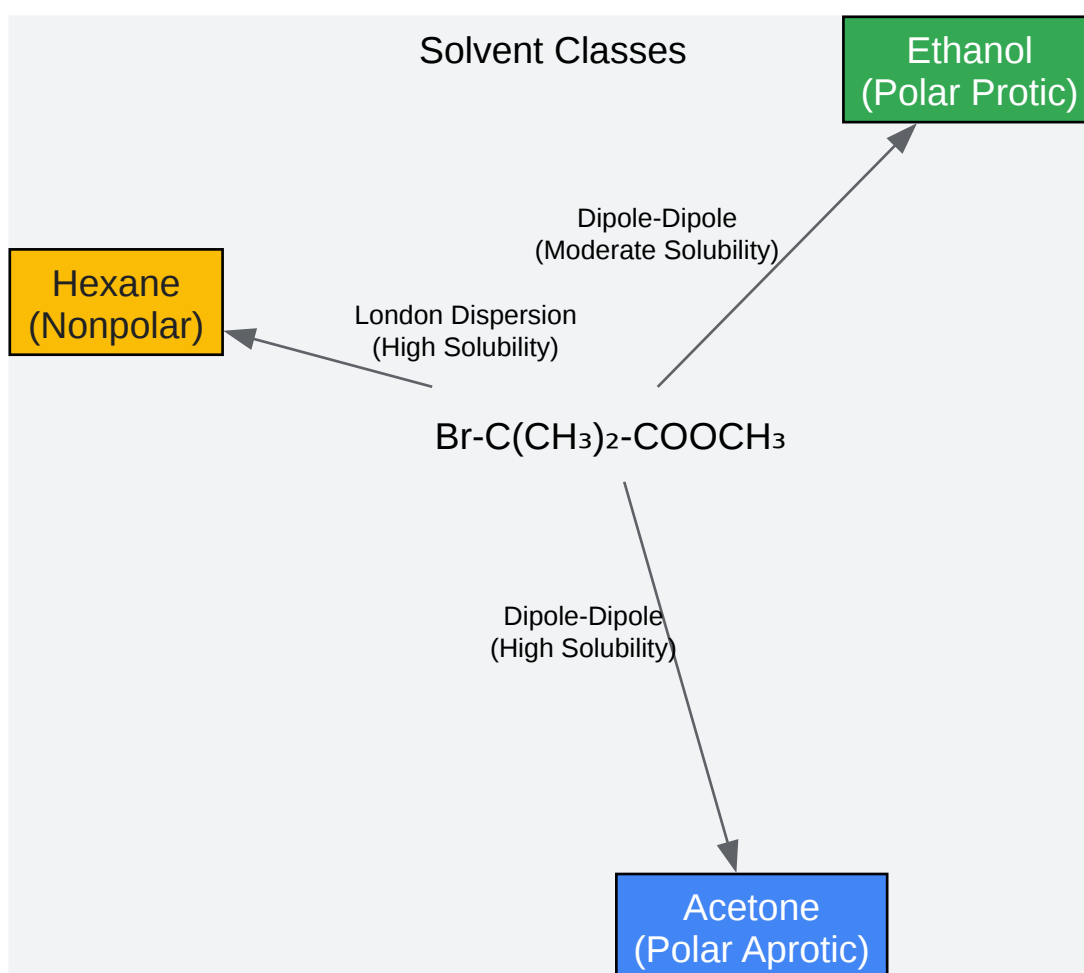 Solvent Classes
Ethanol
(Polar Protic)
Dipole-Dipole
(Moderate Solubility)
Hexane
(Nonpolar)
London Dispersion
(High Solubility)
Br-C(CH₃)₂-COOCH₃
Dipole-Dipole
(High Solubility)
Acetone
(Polar Aprotic)